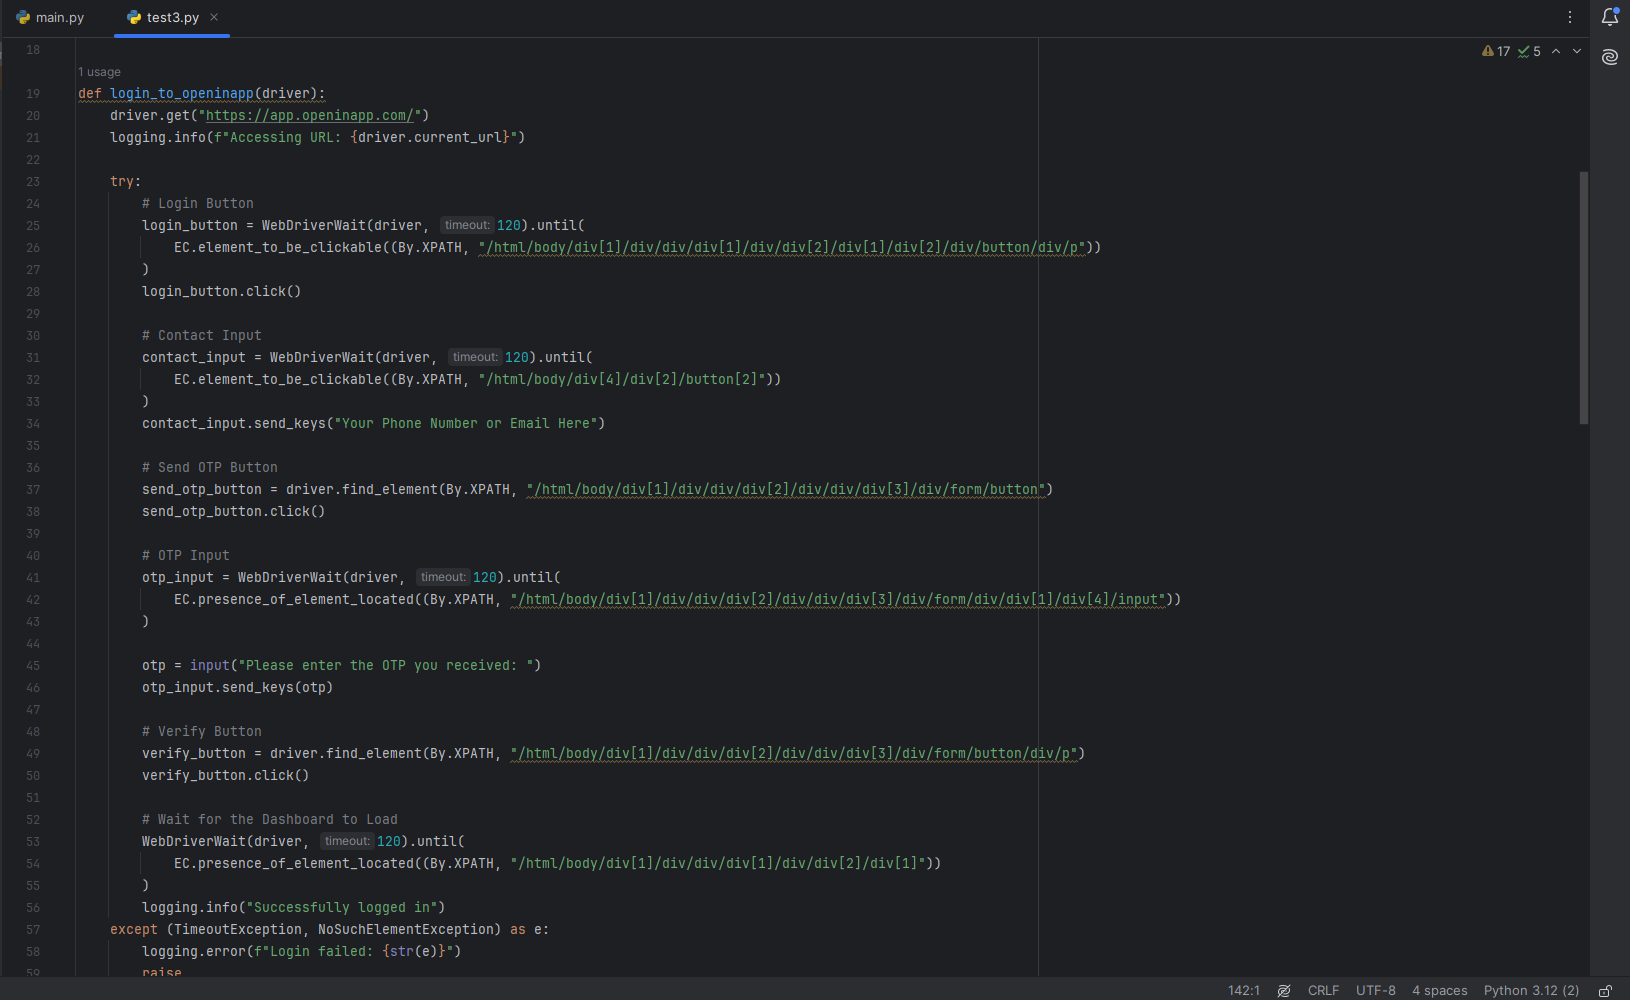 main.py
test3.py
17 5
18
1 usage
19 def login_to_openinapp(driver):
20     driver.get("https://app.openinapp.com/")
21     logging.info(f"Accessing URL: {driver.current_url}")
22
23     try:
24         # Login Button
25         login_button = WebDriverWait(driver, timeout: 120).until(
26             EC.element_to_be_clickable((By.XPATH, "/html/body/div[1]/div/div/div[1]/div/div[2]/div[1]/div[2]/div/button/div/p"))
27         )
28         login_button.click()
29
30         # Contact Input
31         contact_input = WebDriverWait(driver, timeout: 120).until(
32             EC.element_to_be_clickable((By.XPATH, "/html/body/div[4]/div[2]/button[2]"))
33         )
34         contact_input.send_keys("Your Phone Number or Email Here")
35
36         # Send OTP Button
37         send_otp_button = driver.find_element(By.XPATH, "/html/body/div[1]/div/div/div[2]/div/div/div[3]/div/form/button")
38         send_otp_button.click()
39
40         # OTP Input
41         otp_input = WebDriverWait(driver, timeout: 120).until(
42             EC.presence_of_element_located((By.XPATH, "/html/body/div[1]/div/div/div[2]/div/div/div[3]/div/form/div/div[1]/div[4]/input"))
43         )
44
45         otp = input("Please enter the OTP you received: ")
46         otp_input.send_keys(otp)
47
48         # Verify Button
49         verify_button = driver.find_element(By.XPATH, "/html/body/div[1]/div/div/div[2]/div/div/div[3]/div/form/button/div/p")
50         verify_button.click()
51
52         # Wait for the Dashboard to Load
53         WebDriverWait(driver, timeout: 120).until(
54             EC.presence_of_element_located((By.XPATH, "/html/body/div[1]/div/div/div[1]/div/div[2]/div[1]"))
55         )
56         logging.info("Successfully logged in")
57     except (TimeoutException, NoSuchElementException) as e:
58         logging.error(f"Login failed: {str(e)}")
59         raise
142:1 CRLF UTF-8 4 spaces Python 3.12 (2)